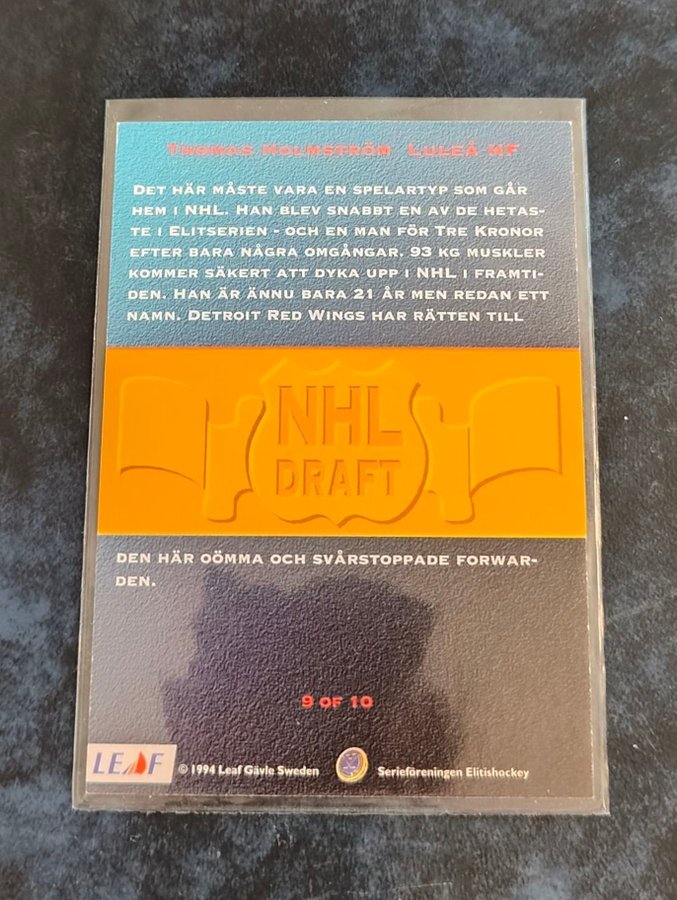 THOMAS HOLMSTRÖM LULEÅ HF
DET HÄR MÅSTE VARA EN SPELARTYP SOM GÅR
HEM I NHL. HAN BLEV SNABBT EN AV DE HETAS-
TE I ELITSERIEN - OCH EN MAN FÖR TRE KRONOR
EFTER BARA NÅGRA OMGÅNGAR. 93 KG MUSKLER
KOMMER SÄKERT ATT DYKA UPP I NHL I FRAMTI-
DEN. HAN ÄR ÄNNU BARA 21 ÅR MEN REDAN ETT
NAMN. DETROIT RED WINGS HAR RÄTTEN TILL
NHL
DRAFT
DEN HÄR OÖMMA OCH SVÅRSTOPPADE FORWAR-
DEN.
9 OF 10
LEAF © 1994 Leaf Gävle Sweden Serieföreningen Elitishockey